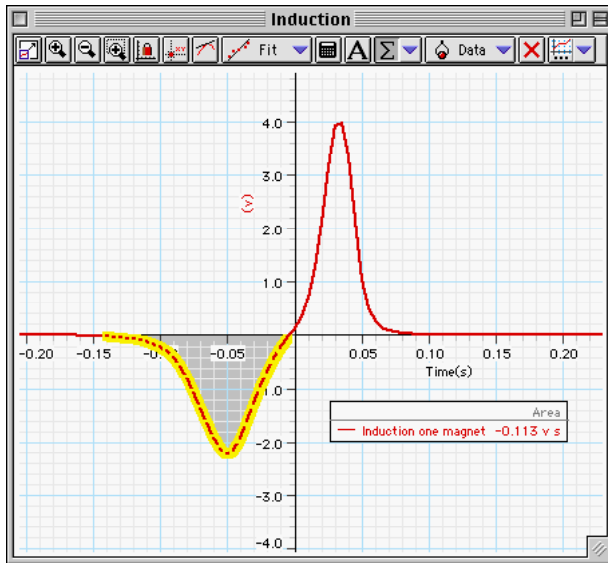 Induction
XY Fit A Σ Data
4.0
3.0
(v)
2.0
1.0
-0.20 -0.15 -0.05 0.05 0.10 0.15 0.20
Time(s)
Area
Induction one magnet -0.113 v s
-2.0
-3.0
-4.0